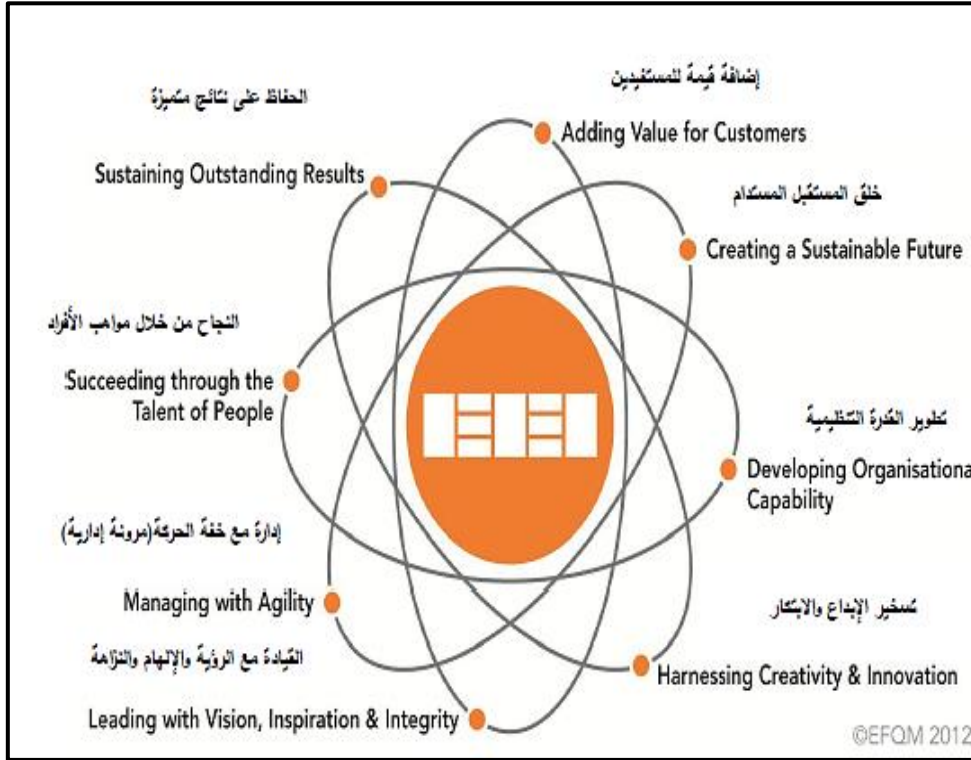 إضافة قيمة للمستفيدين
Adding Value for Customers
خلق المستقبل المستدام
Creating a Sustainable Future
تطوير القدرة التنظيمية
Developing Organisationa
Capability
تسخير الإبداع والابتكار
Harnessing Creativity & Innovation
القيادة مع الرؤية والإلهام والنزاهة
Leading with Vision, Inspiration & Integrity
إدارة مع خفة الحركة(مرونة إدارية)
Managing with Agility
النجاح من خلال مواهب الأفراد
Succeeding through the
Talent of People
الحفاظ على نتائج متميزة
Sustaining Outstanding Results
©EFQM 2012